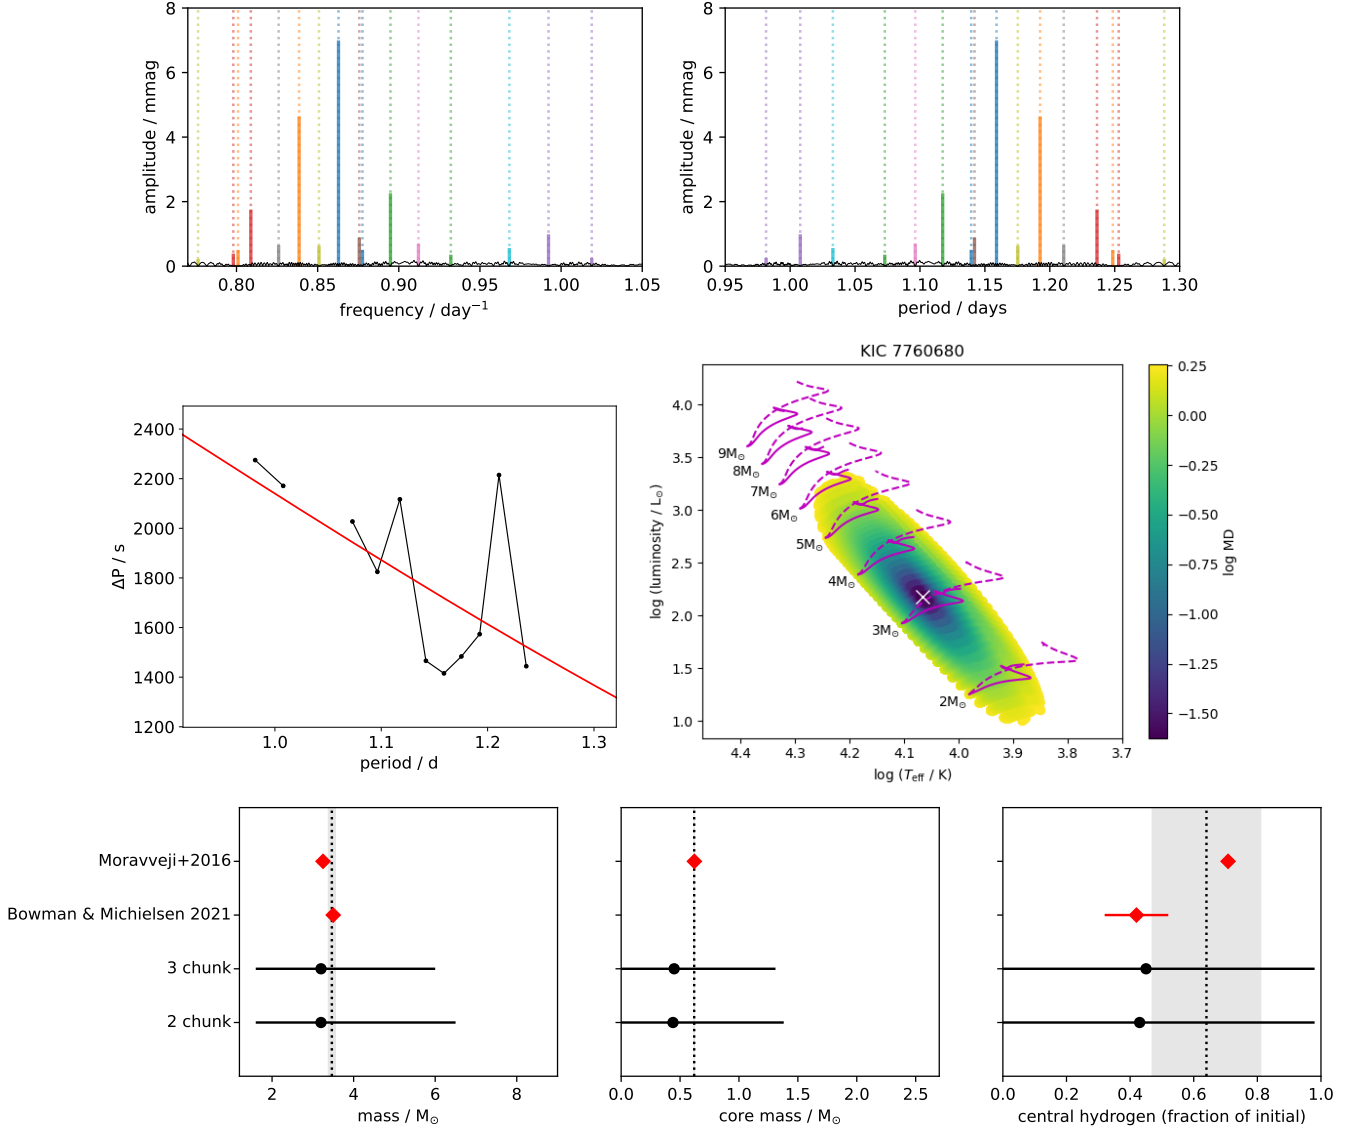 8
6
4
2
0
amplitude / mmag
0.80 0.85 0.90 0.95 1.00 1.05
frequency / day⁻¹
8
6
4
2
0
amplitude / mmag
0.95 1.00 1.05 1.10 1.15 1.20 1.25 1.30
period / days
2400
2200
2000
1800
1600
1400
1200
ΔP / s
1.0 1.1 1.2 1.3
period / d
KIC 7760680
4.0
3.5
3.0
2.5
2.0
1.5
1.0
log (luminosity / L⊙)
9M⊙
8M⊙
7M⊙
6M⊙
5M⊙
4M⊙
3M⊙
2M⊙
4.4 4.3 4.2 4.1 4.0 3.9 3.8 3.7
log (Teff / K)
0.25
0.00
−0.25
−0.50
−0.75
−1.00
−1.25
−1.50
log MD
Moravveji+2016
Bowman & Michielsen 2021
3 chunk
2 chunk
2 4 6 8
mass / M⊙
0.0 0.5 1.0 1.5 2.0 2.5
core mass / M⊙
0.0 0.2 0.4 0.6 0.8 1.0
central hydrogen (fraction of initial)